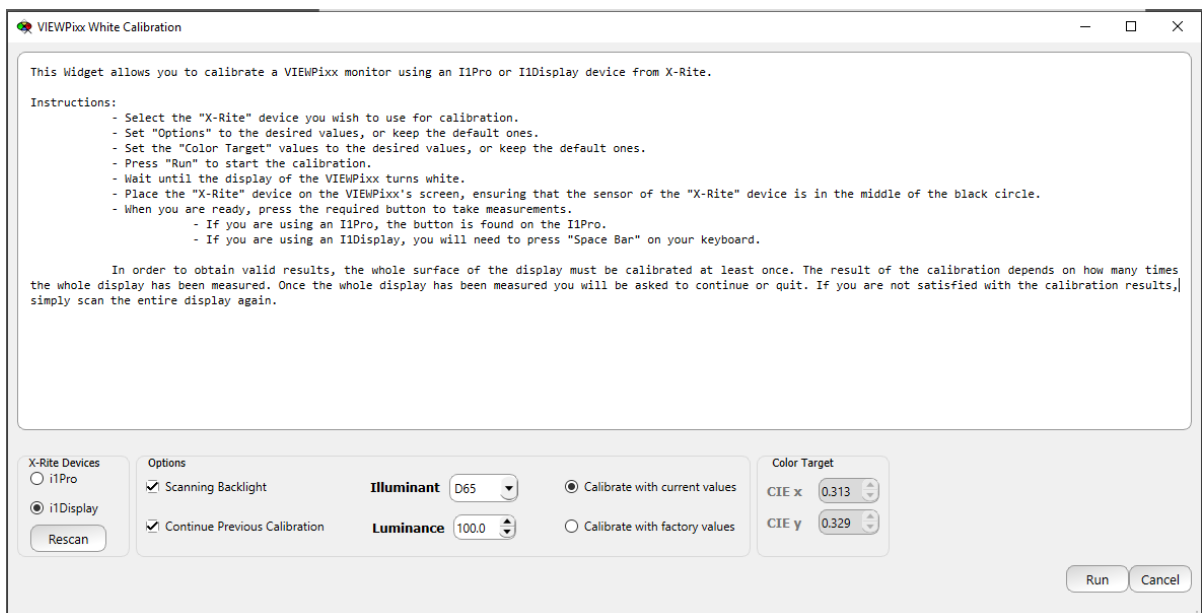 VIEWPixx White Calibration
This Widget allows you to calibrate a VIEWPixx monitor using an I1Pro or I1Display device from X-Rite.
Instructions:
- Select the "X-Rite" device you wish to use for calibration.
- Set "Options" to the desired values, or keep the default ones.
- Set the "Color Target" values to the desired values, or keep the default ones.
- Press "Run" to start the calibration.
- Wait until the display of the VIEWPixx turns white.
- Place the "X-Rite" device on the VIEWPixx's screen, ensuring that the sensor of the "X-Rite" device is in the middle of the black circle.
- When you are ready, press the required button to take measurements.
- If you are using an I1Pro, the button is found on the I1Pro.
- If you are using an I1Display, you will need to press "Space Bar" on your keyboard.
In order to obtain valid results, the whole surface of the display must be calibrated at least once. The result of the calibration depends on how many times
the whole display has been measured. Once the whole display has been measured you will be asked to continue or quit. If you are not satisfied with the calibration results,
simply scan the entire display again.
X-Rite Devices
i1Pro
i1Display
Rescan
Options
Scanning Backlight
Continue Previous Calibration
Illuminant D65
Luminance 100.0
Calibrate with current values
Calibrate with factory values
Color Target
CIE x 0.313
CIE y 0.329
Run Cancel